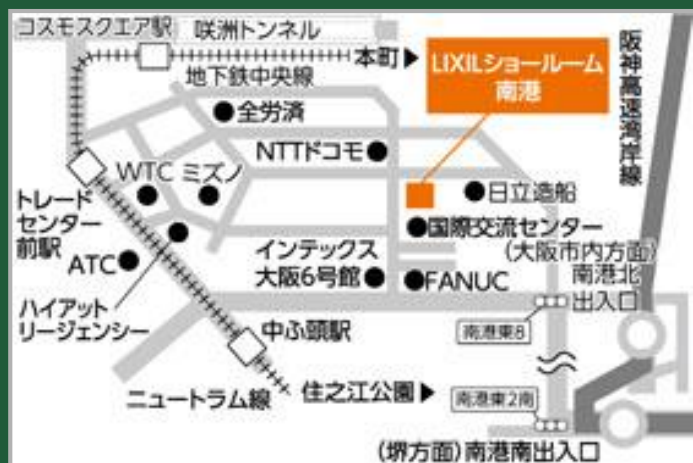 コスモスクエア駅
咲洲トンネル
地下鉄中央線
本町▶
LIXILショールーム
南港
阪神高速湾岸線
全労済
NTTドコモ
WTC
ミズノ
日立造船
トレード
センター
前駅
国際交流センター
ATC
インテックス
大阪6号館
FANUC
(大阪市内方面)
南港北
出入口
ハイアット
リージェンシー
中ふ頭駅
南港東8
ニュートラム線
住之江公園▶
南港東2南
(堺方面)南港南出入口